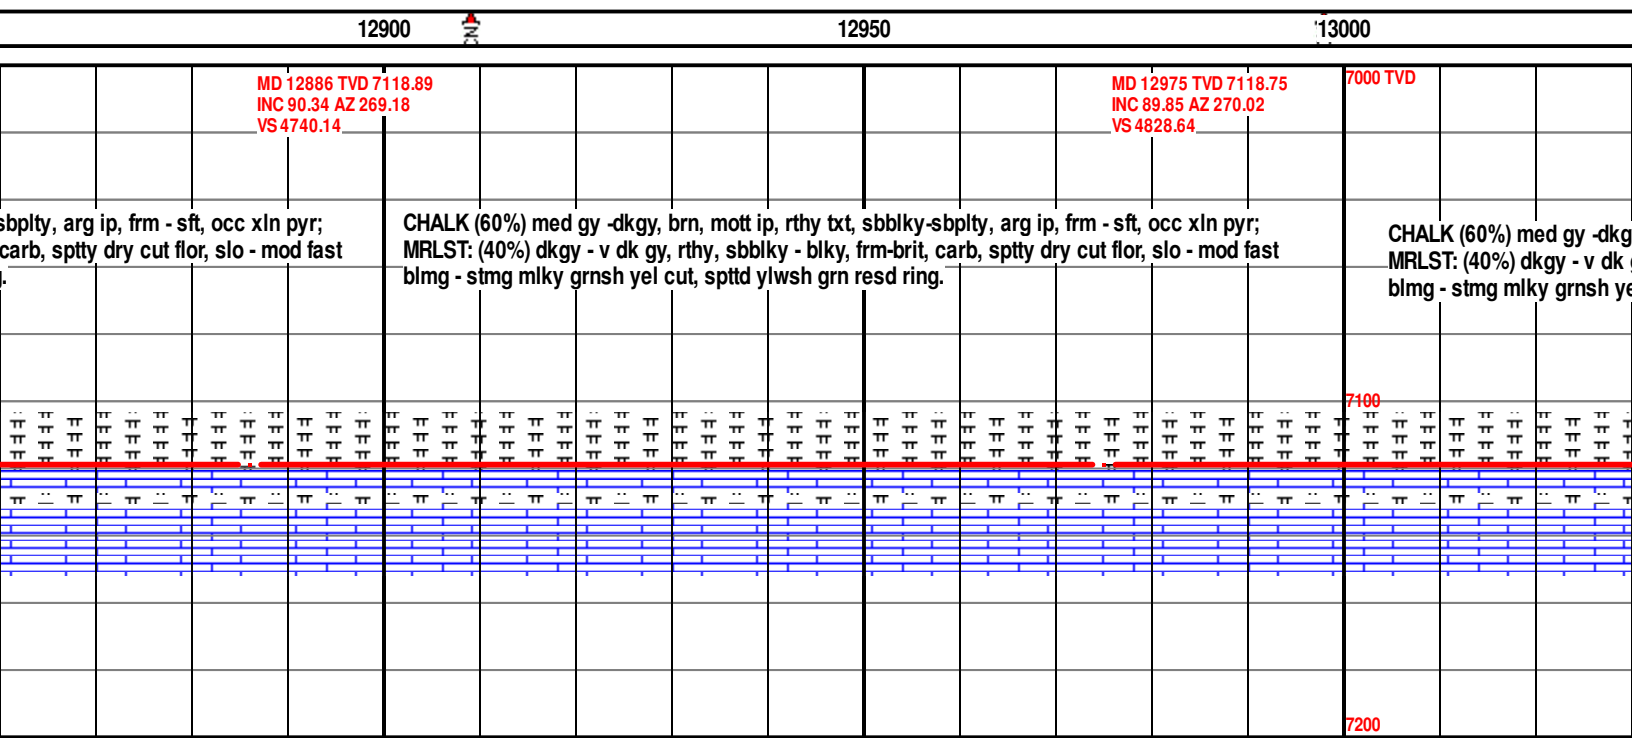 12900
CN
12950
13000
MD 12886 TVD 7118.89
INC 90.34 AZ 269.18
VS 4740.14
MD 12975 TVD 7118.75
INC 89.85 AZ 270.02
VS 4828.64
7000 TVD
sbplty, arg ip, frm - sft, occ xln pyr;
carb, sptty dry cut flor, slo - mod fast
CHALK (60%) med gy -dkgy, brn, mott ip, rthy txt, sbblky-sbplty, arg ip, frm - sft, occ xln pyr;
MRLST: (40%) dkgy - v dk gy, rthy, sbblky - blky, frm-brit, carb, sptty dry cut flor, slo - mod fast
blmg - stmg mlky grnsh yel cut, spttd ylwsh grn resd ring.
CHALK (60%) med gy -dkg
MRLST: (40%) dkgy - v dk
blmg - stmg mlky grnsh ye
7100
7200